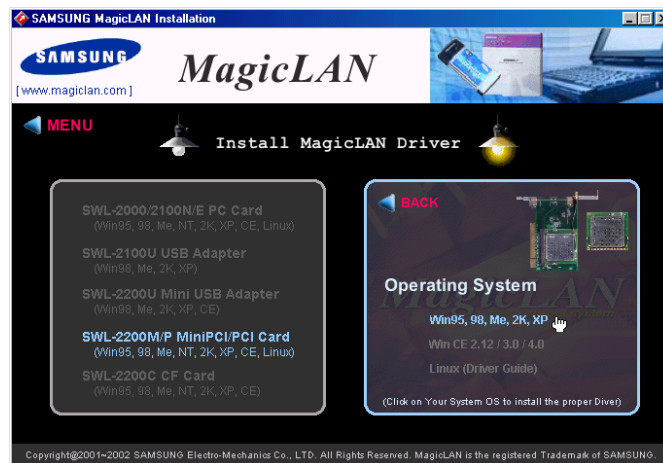 SAMSUNG MagicLAN Installation
SAMSUNG
MagicLAN
[www.magiclan.com]
MENU
Install MagicLAN Driver
SWL-2000/2100N/E PC Card
(Win95, 98, Me, NT, 2K, XP, CE, Linux)
SWL-2100U USB Adapter
(Win98, Me, 2K, XP)
SWL-2200U Mini USB Adapter
(Win98, Me, 2K, XP, CE)
SWL-2200M/P MiniPCI/PCI Card
(Win95, 98, Me, NT, 2K, XP, CE, Linux)
SWL-2200C CF Card
(Win95, 98, Me, NT, 2K, XP, CE)
BACK
Operating System
MagicLAN
Win95, 98, Me, 2K, XP
Win CE 2.12 / 3.0 / 4.0
Linux (Driver Guide)
(Click on Your System OS to install the proper Diver)
Copyright@2001~2002 SAMSUNG Electro-Mechanics Co., LTD. All Rights Reserved. MagicLAN is the registered Trademark of SAMSUNG.